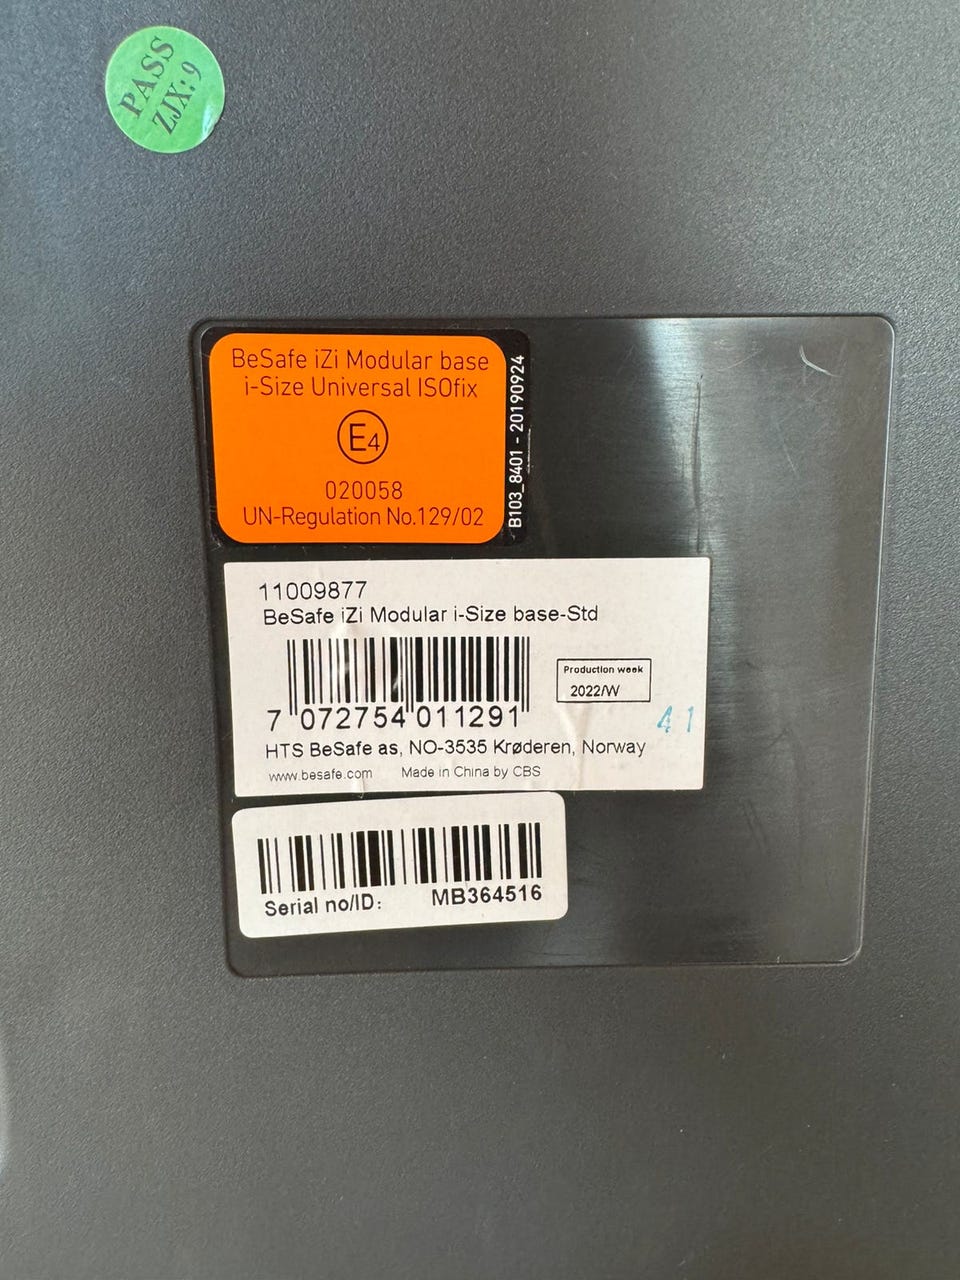 PASS
ZJX:9
BeSafe iZi Modular base
i-Size Universal ISOfix
E4
020058
UN-Regulation No.129/02
B103_8401 - 20190924
11009877
BeSafe iZi Modular i-Size base-Std
Production week
2022/W
41
7 072754 011291
HTS BeSafe as, NO-3535 Krøderen, Norway
www.besafe.com Made in China by CBS
Serial no/ID: MB364516